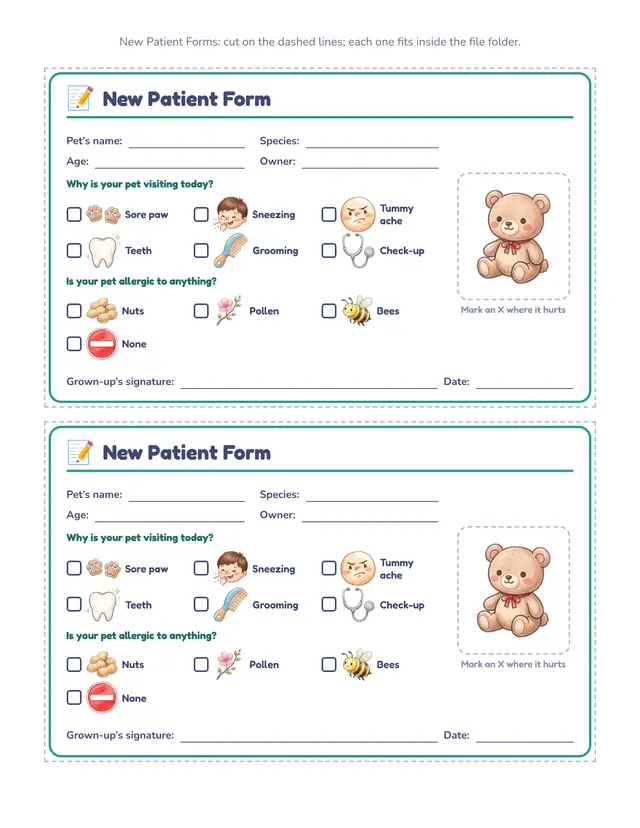 New Patient Forms: cut on the dashed lines; each one fits inside the file folder.
New Patient Form
Pet's name: Species:
Age: Owner:
Why is your pet visiting today?
Sore paw Sneezing Tummy ache
Teeth Grooming Check-up
Is your pet allergic to anything?
Nuts Pollen Bees
Mark an X where it hurts
None
Grown-up's signature: Date:
New Patient Form
Pet's name: Species:
Age: Owner:
Why is your pet visiting today?
Sore paw Sneezing Tummy ache
Teeth Grooming Check-up
Is your pet allergic to anything?
Nuts Pollen Bees
Mark an X where it hurts
None
Grown-up's signature: Date: